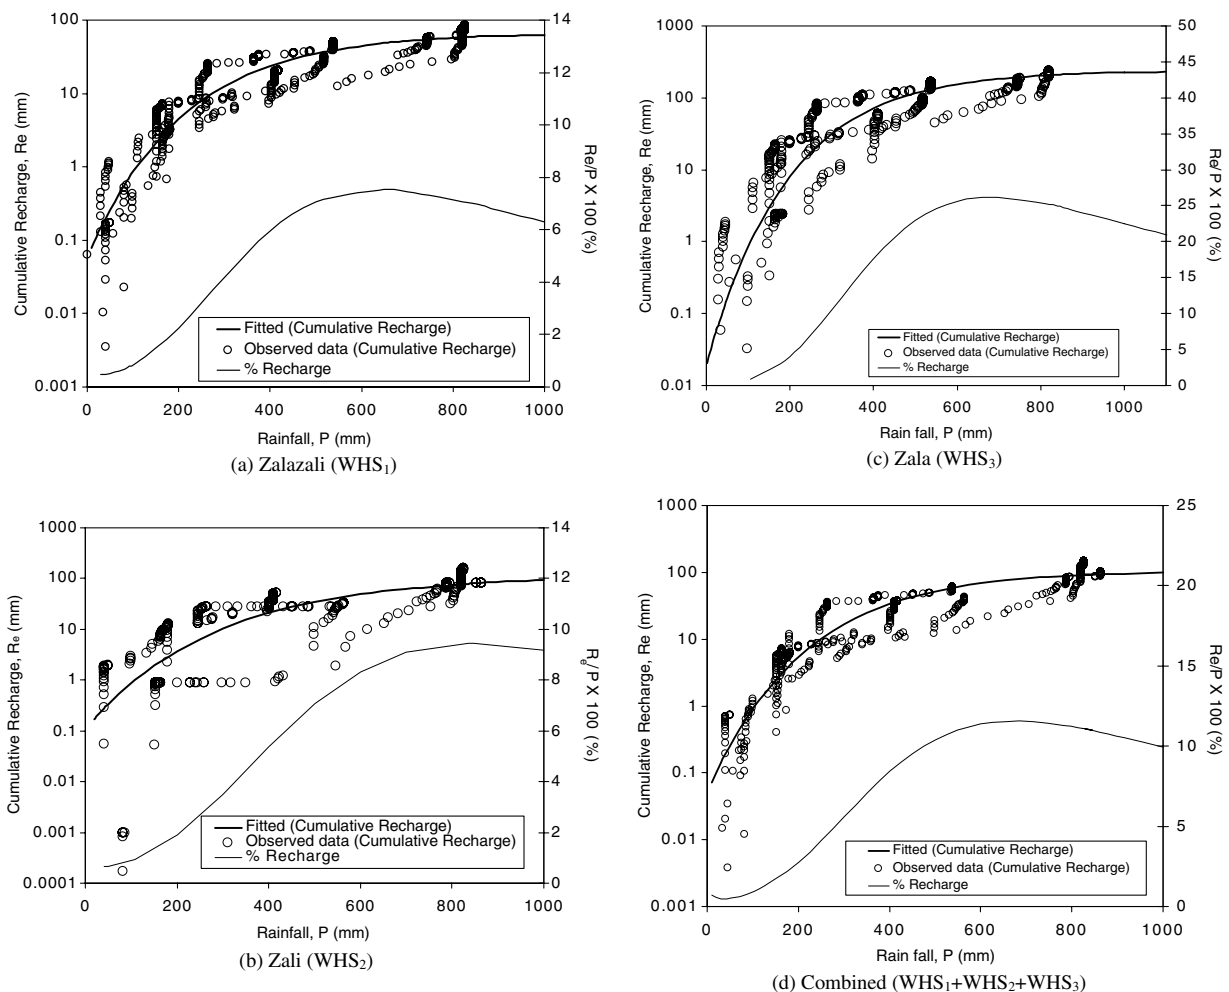 100
10
1
0.1
0.01
0.001
Cumulative Recharge, Re (mm)
14
12
10
8
6
4
2
0
Re/P X 100 (%)
Fitted (Cumulative Recharge)
Observed data (Cumulative Recharge)
% Recharge
0 200 400 600 800 1000
Rainfall, P (mm)
(a) Zalazali (WHS1)
1000
100
10
1
0.1
0.01
Cumulative Recharge, Re (mm)
50
45
40
35
30
25
20
15
10
5
0
Re/P X 100 (%)
Fitted (Cumulative Recharge)
Observed data (Cumulative Recharge)
% Recharge
0 200 400 600 800 1000
Rain fall, P (mm)
(c) Zala (WHS3)
1000
100
10
1
0.1
0.01
0.001
0.0001
Cumulative Recharge, Re (mm)
14
12
10
8
6
4
2
0
Re/P X 100 (%)
Fitted (Cumulative Recharge)
Observed data (Cumulative Recharge)
% Recharge
0 200 400 600 800 1000
Rainfall, P (mm)
(b) Zali (WHS2)
1000
100
10
1
0.1
0.01
0.001
Cumulative Recharge, Re (mm)
25
20
15
10
5
0
Re/P X 100 (%)
Fitted (Cumulative Recharge)
Observed data (Cumulative Recharge)
% Recharge
0 200 400 600 800 1000
Rain fall, P (mm)
(d) Combined (WHS1+WHS2+WHS3)